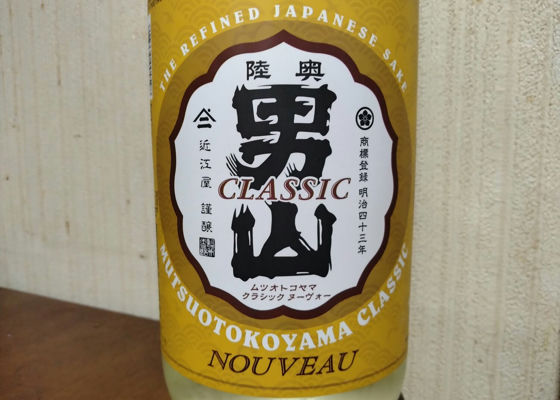 THE REFINED JAPANESE SAKE
陸奥
男山
CLASSIC
近江屋 謹醸
商標登録 明治四十三年
ムツオトコヤマ
クラシック ヌーヴォー
MUTSUOTOKOYAMA CLASSIC
NOUVEAU